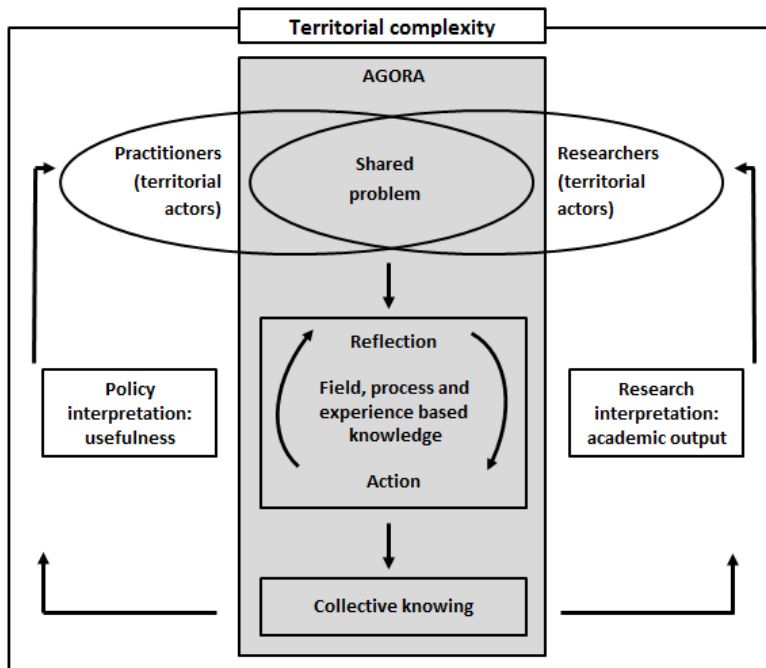 Territorial complexity
AGORA
Practitioners
(territorial
actors)
Shared
problem
Researchers
(territorial
actors)
Reflection
Field, process and
experience based
knowledge
Action
Policy
interpretation:
usefulness
Research
interpretation:
academic output
Collective knowing